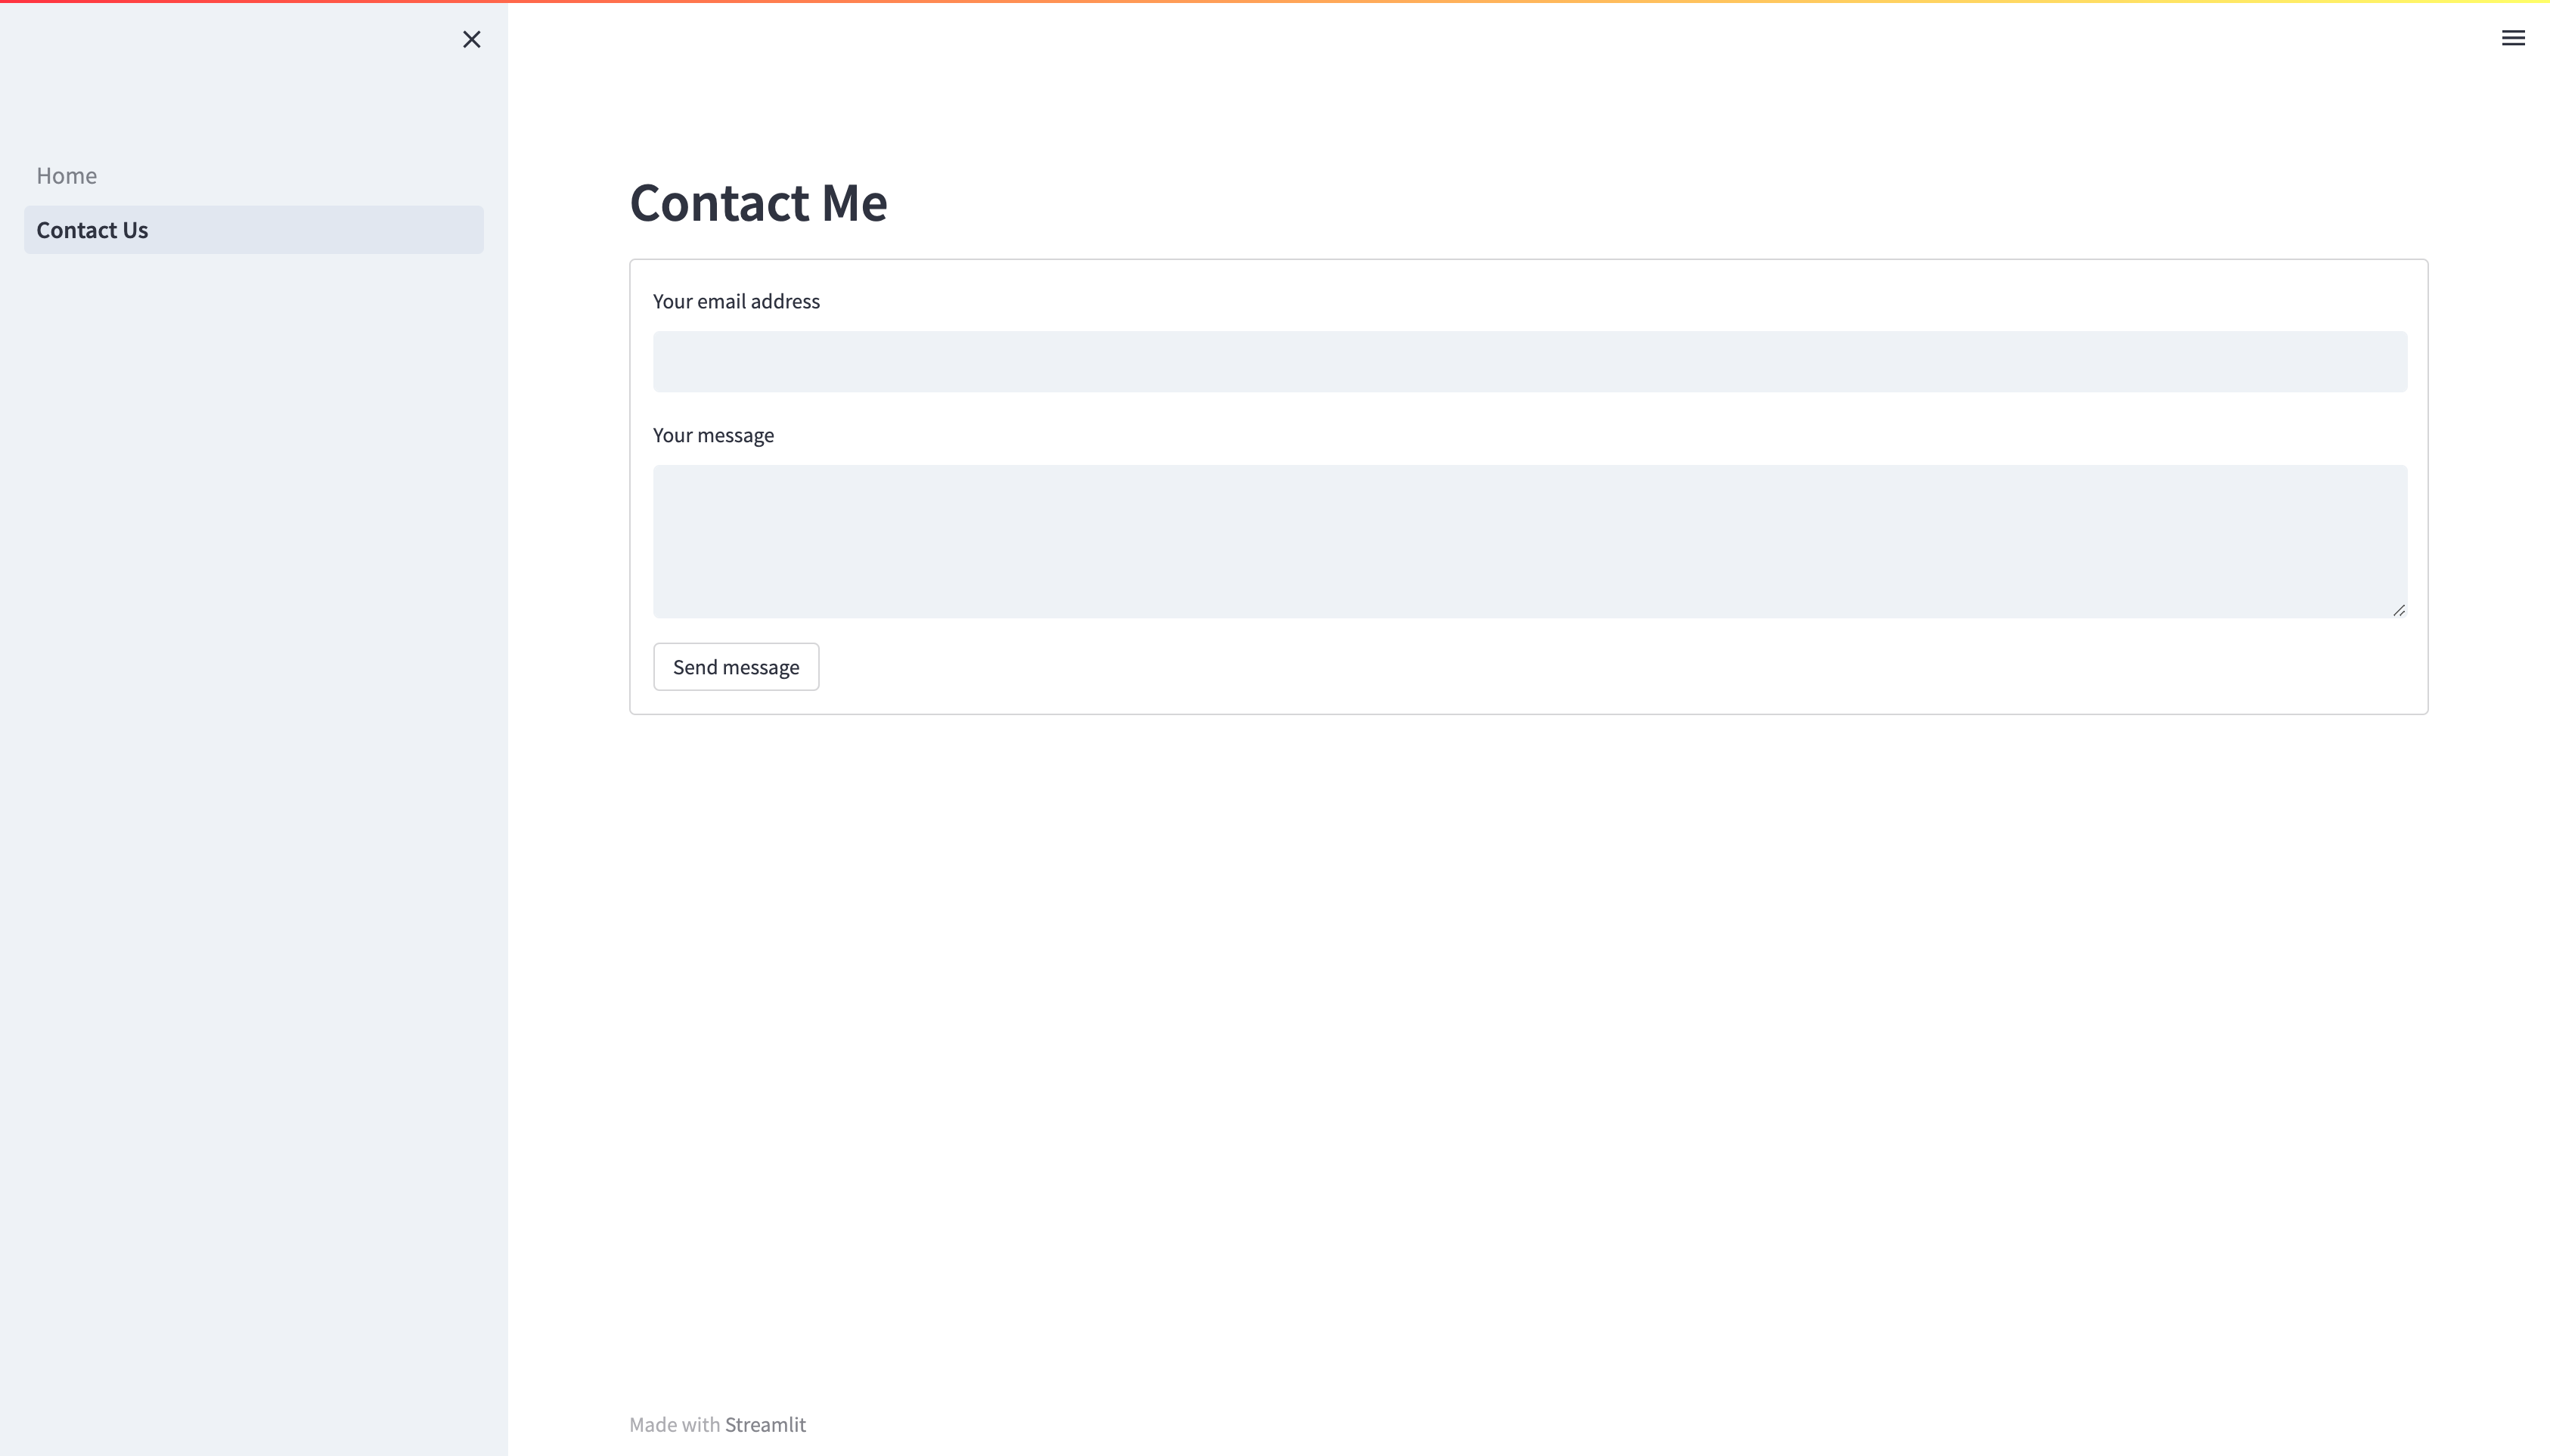 Home
Contact Us
Contact Me
Your email address
Your message
Send message
Made with Streamlit